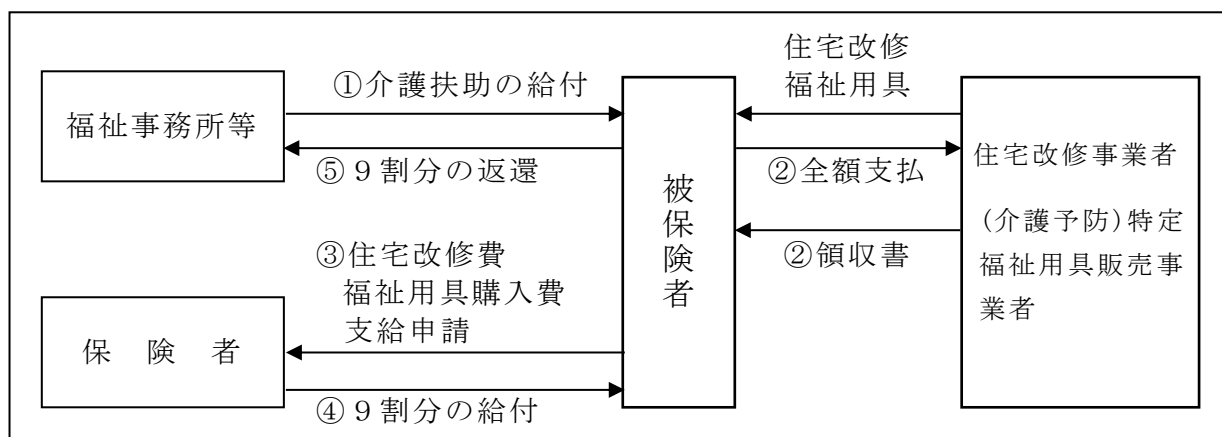 福祉事務所等
①介護扶助の給付
⑤９割分の返還
③住宅改修費
福祉用具購入費
支給申請
保　険　者
④９割分の給付
被保険者
住宅改修
福祉用具
②全額支払
②領収書
住宅改修事業者
(介護予防)特定
福祉用具販売事
業者